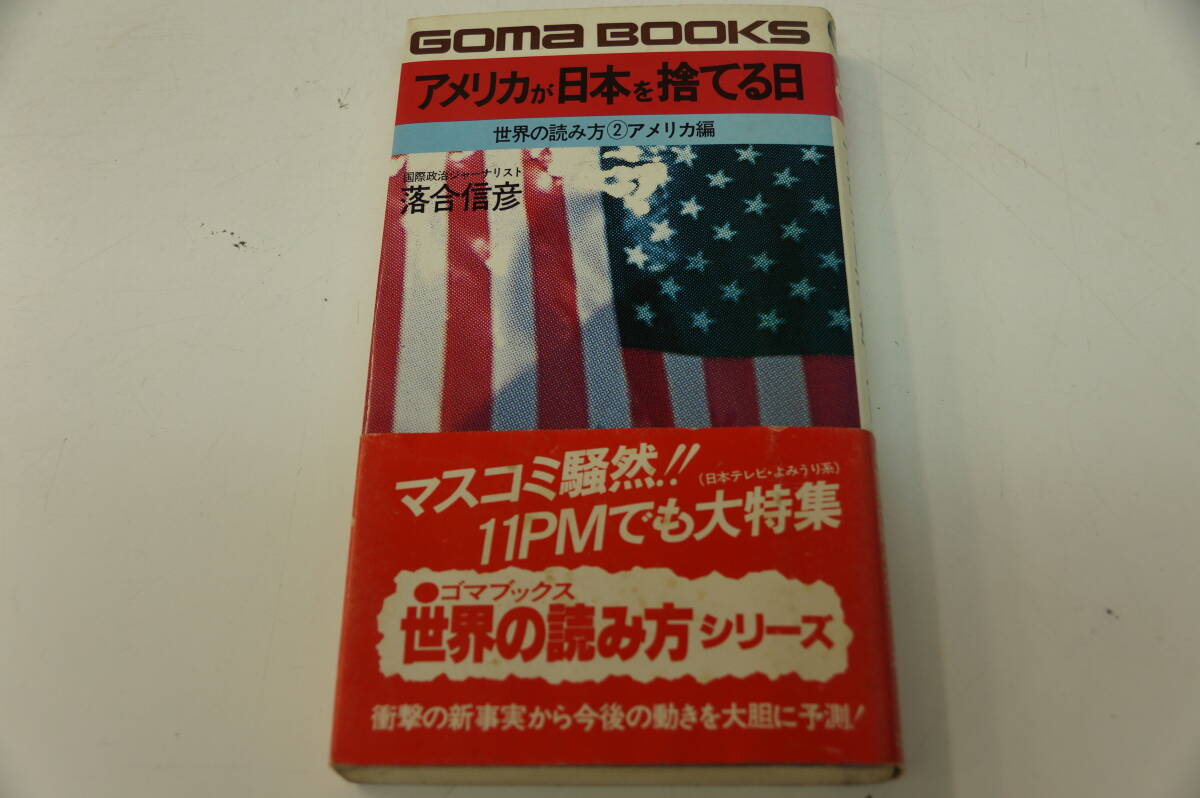 GOMA BOOKS
アメリカが日本を捨てる日
世界の読み方②アメリカ編
国際政治ジャーナリスト
落合信彦
マスコミ騒然!!
(日本テレビ・よみうり系)
11PMでも大特集
●ゴマブックス
世界の読み方シリーズ
衝撃の新事実から今後の動きを大胆に予測!